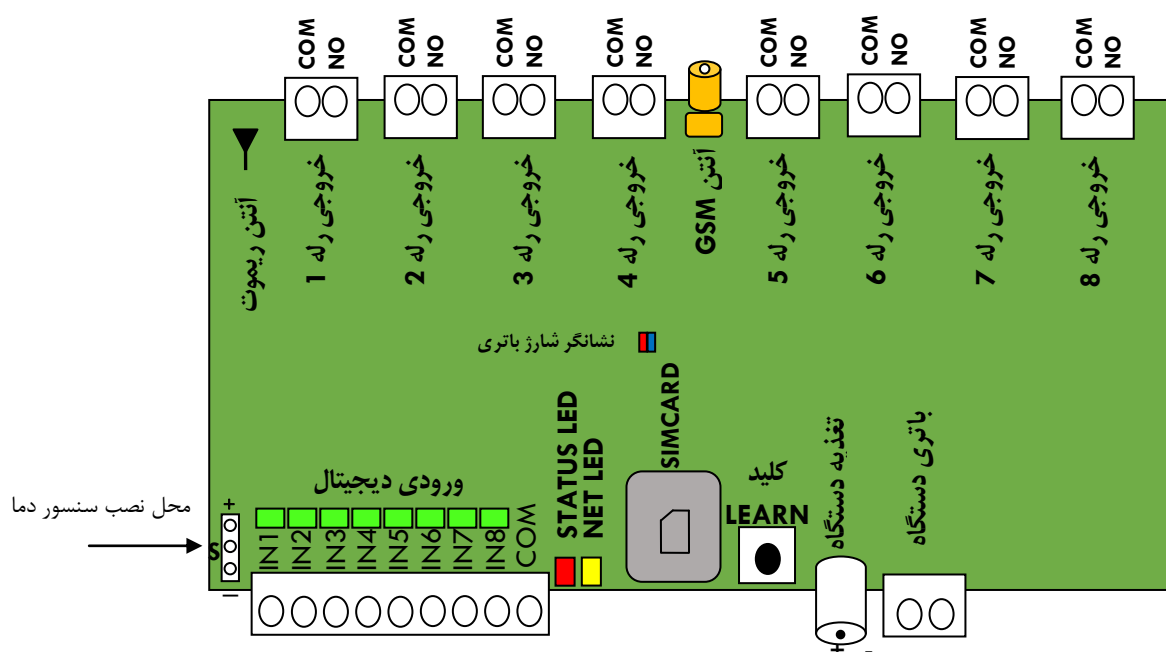 COM
NO
COM
NO
COM
NO
COM
NO
COM
NO
COM
NO
COM
NO
COM
NO
آنتن ریموت
خروجی رله 1
خروجی رله 2
خروجی رله 3
خروجی رله 4
آنتن GSM
خروجی رله 5
خروجی رله 6
خروجی رله 7
خروجی رله 8
نشانگر شارژ باتری
محل نصب سنسور دما
+
S
–
ورودی دیجیتال
IN1
IN2
IN3
IN4
IN5
IN6
IN7
IN8
COM
STATUS LED
NET LED
SIMCARD
کلید
LEARN
تغذیه دستگاه
باتری دستگاه
+
-